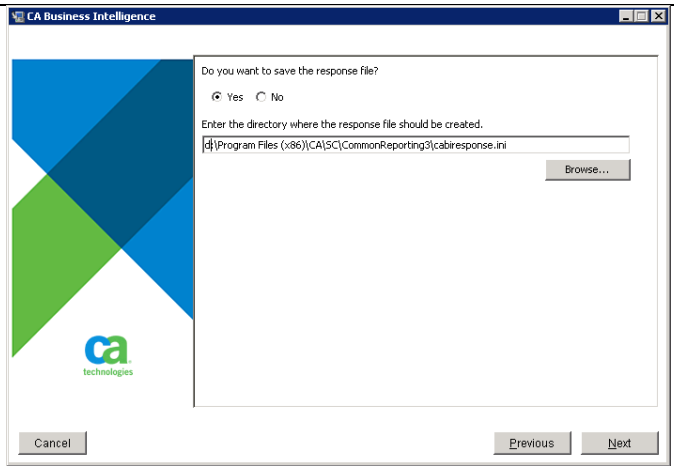 CA Business Intelligence
Do you want to save the response file?
Yes No
Enter the directory where the response file should be created.
d:\Program Files (x86)\CA\SC\CommonReporting3\cabiresponse.ini
Browse...
ca
technologies
Cancel Previous Next